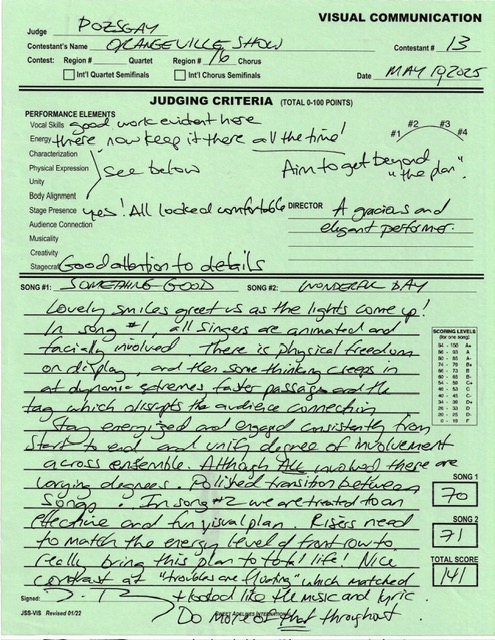 VISUAL COMMUNICATION
Judge POZSGAY
Contestant's Name ORANGEVILLE SHOW Contestant # 13
Contest: Region # Quartet Region # 16 Chorus
Int'l Quartet Semifinals Int'l Chorus Semifinals Date MAY 10, 2025
JUDGING CRITERIA (TOTAL 0-100 POINTS)
PERFORMANCE ELEMENTS
Vocal Skills good work evident here
Energy there now keep it there all the time!
#1 #2 #3 #4
Characterization
Physical Expression see below
Aim to get beyond "the plan".
Unity
Body Alignment
Stage Presence yes! All looked comfortable
DIRECTOR A gracious and
Audience Connection
elegant performer.
Musicality
Creativity
Stagecraft Good attention to details
SONG #1: SOMETHING GOOD SONG #2: WONDERFUL DAY
Lovely smiles greet us as the lights come up!
In song #1, all singers are animated and
facially involved There is physical freedom
on display, and then some thinking creeps in
at dynamic extremes faster passages and the
tag which disrupts the audience connection
Stay energized and engaged consistently from
start to end and unify degree of involvement
across ensemble. Although ALL involved these are
varying degrees. Polished transition between
songs. In song #2 we are treated to an
effective and fun visual plan. Risers need
to match the energy level of front row to
really bring this plan to total life! Nice
contrast at "troubles are floating" which matched
+ looked like the music and lyric.
Do more of that throughout.
SCORING LEVELS
(for one song)
SONG 1
70
SONG 2
71
TOTAL SCORE
141
Signed:
JSS-VIS Revised 01/22
SWEET ADELINES INTERNATIONAL